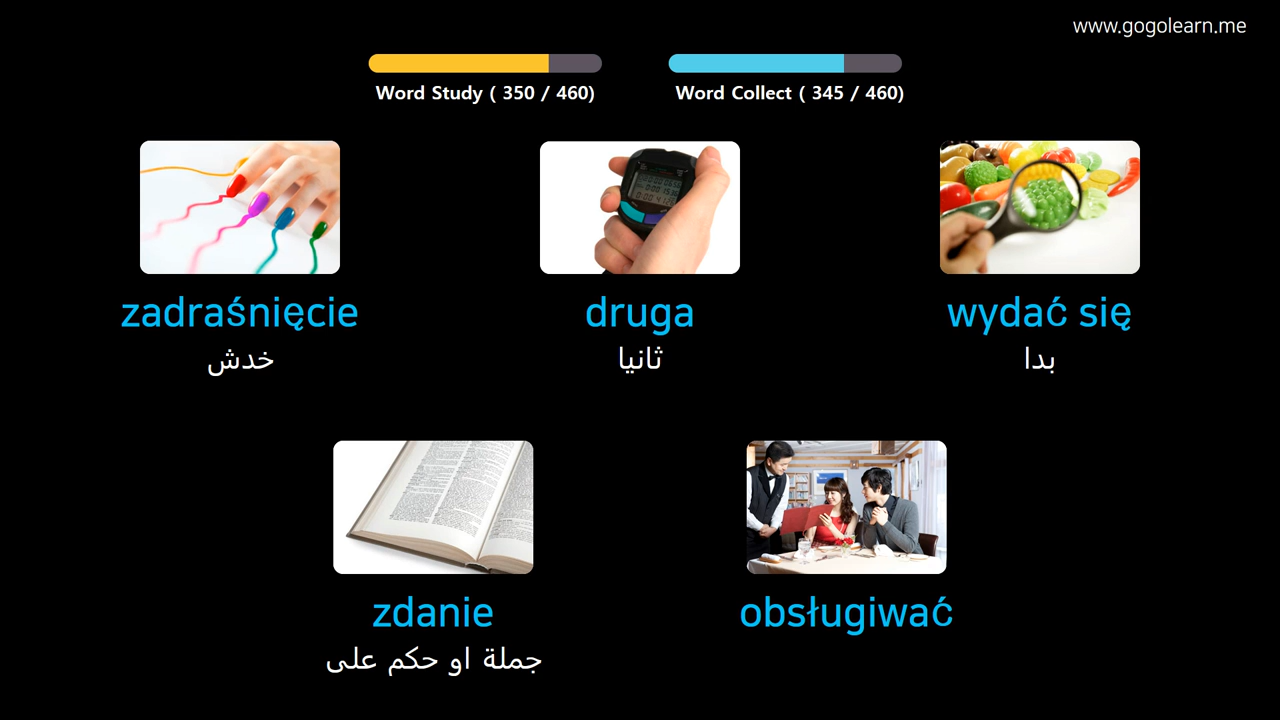 www.gogolearn.me
Word Study ( 350 / 460)
Word Collect ( 345 / 460)
zadraśnięcie
خدش
druga
ثانيا
wydać się
بدا
zdanie
جملة او حكم على
obsługiwać